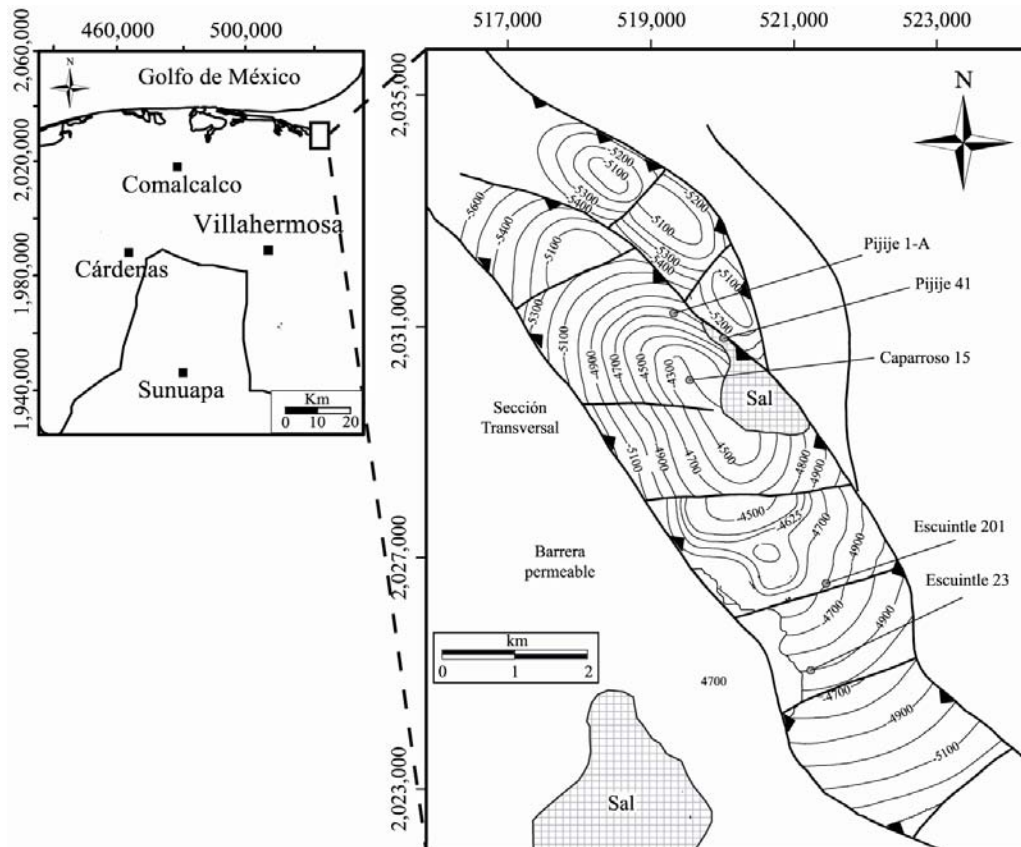 460,000
500,000
2,060,000
2,020,000
1,980,000
1,940,000
Golfo de México
Comalcalco
Villahermosa
Cárdenas
Sunuapa
Km
0 10 20
517,000
519,000
521,000
523,000
2,035,000
2,031,000
2,027,000
2,023,000
N
-5200
-5100
-5300
-5400
-5200
-5100
-5300
-5400
-5600
-5400
-5100
-5100
-5200
-5300
-5100
-4900
-4700
-4500
-4300
Pijije 1-A
Pijije 41
Caparroso 15
Sal
Sección
Transversal
-5100
-4900
-4700
-4500
-4800
-4900
-4500
-4625
-4700
-4900
Escuintle 201
Escuintle 23
Barrera
permeable
-4700
-4900
km
0 1 2
4700
-4700
-4900
-5100
Sal